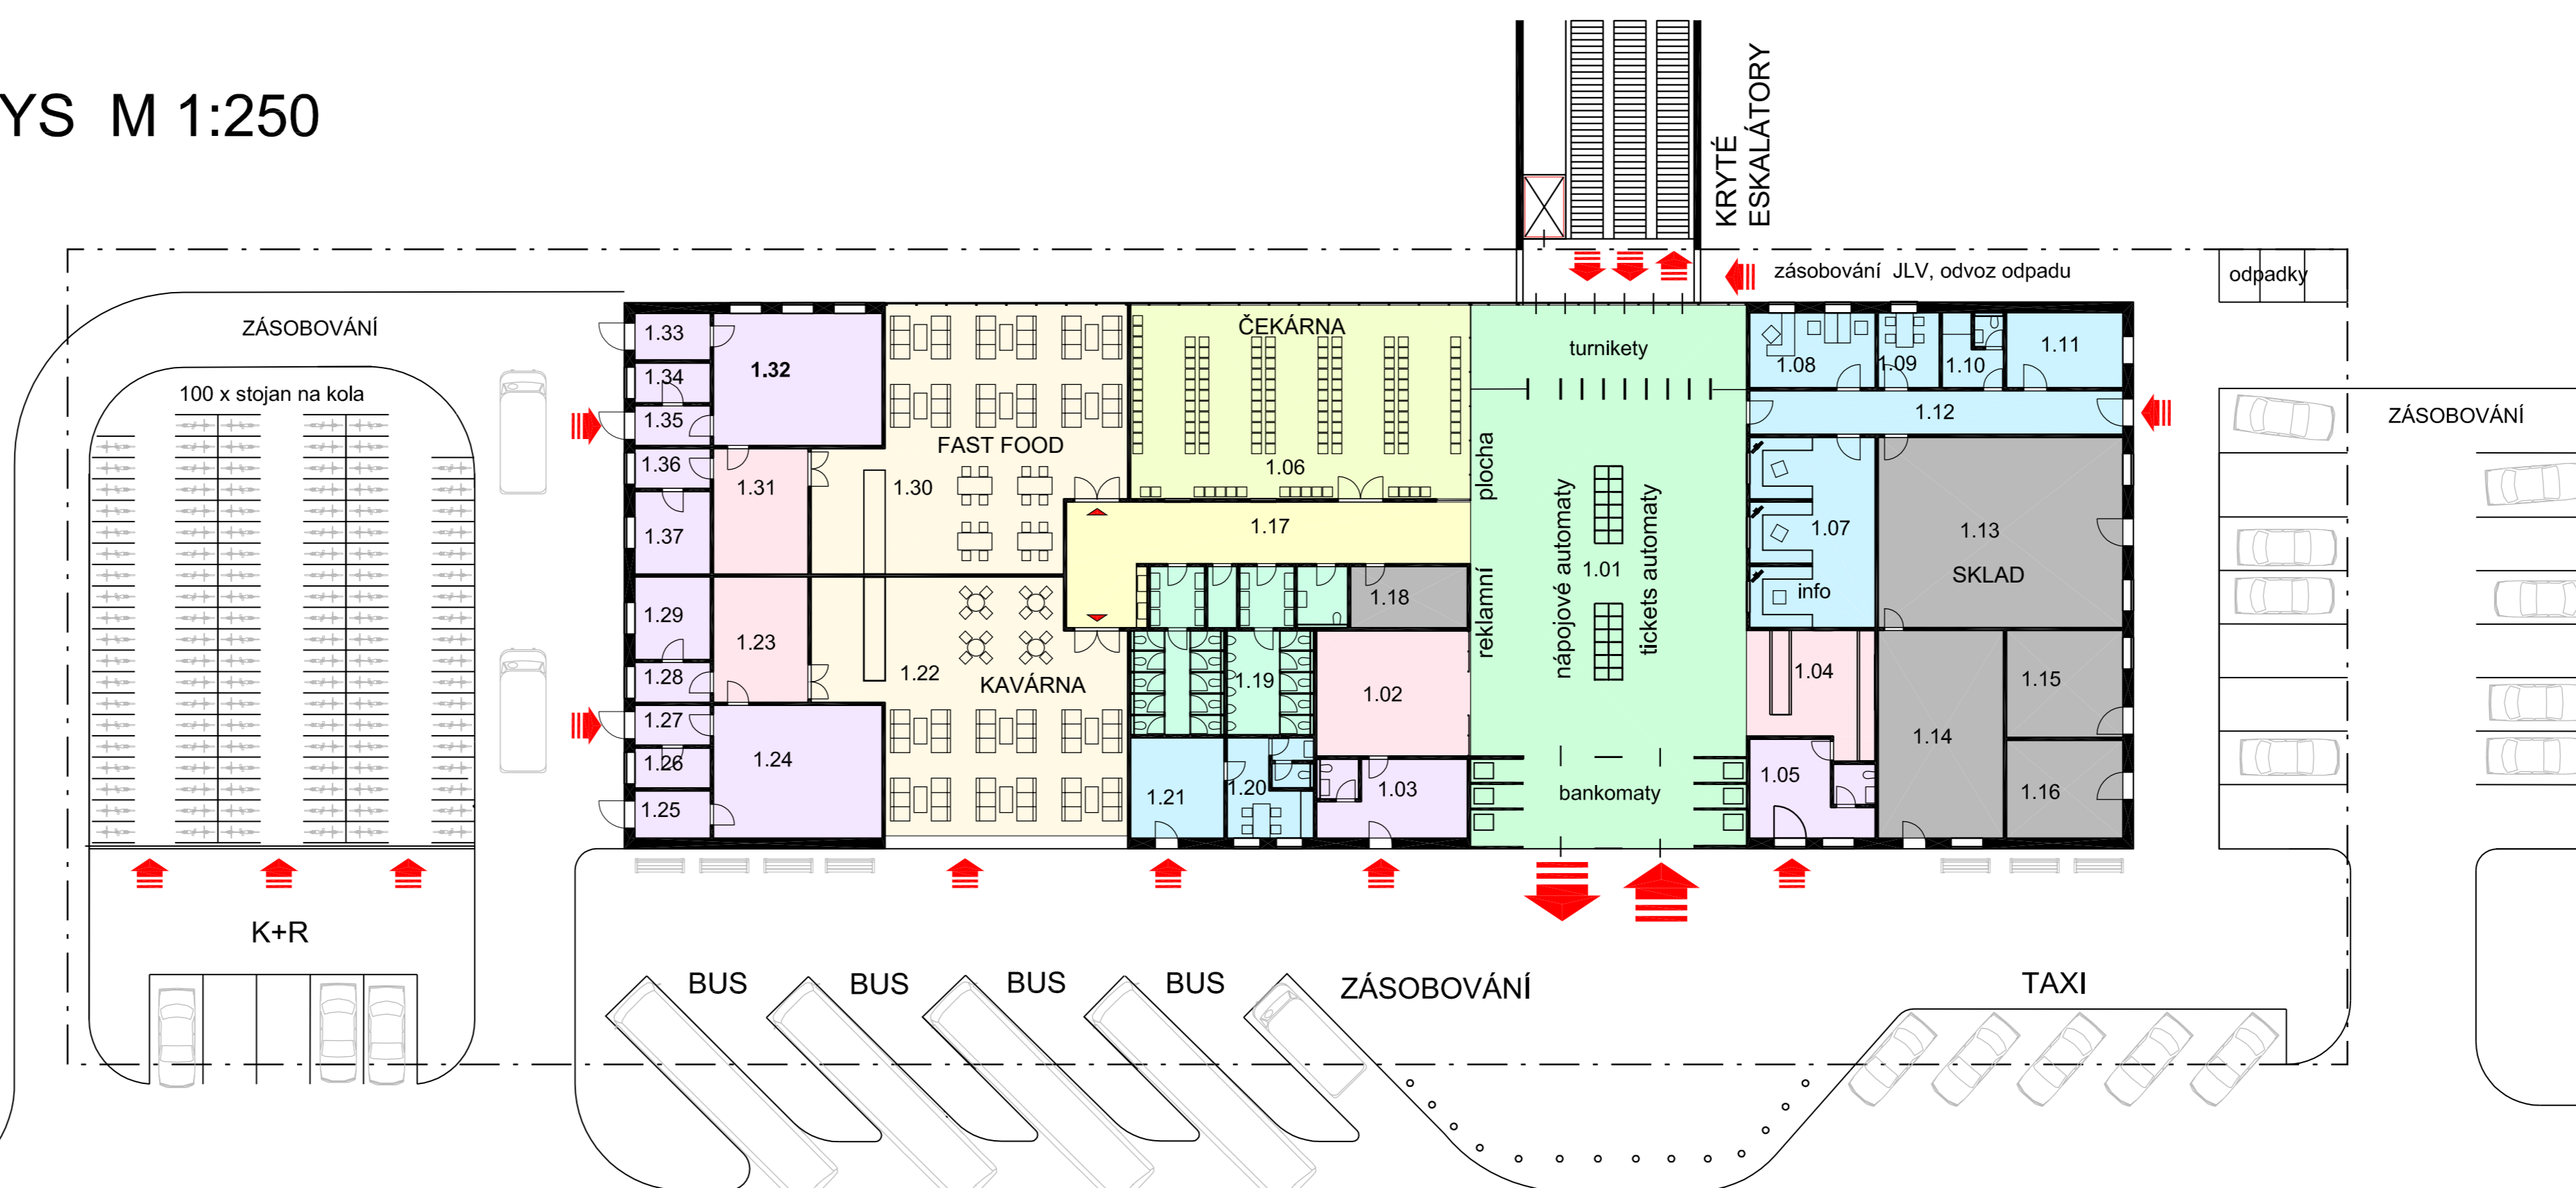 YS M 1:250
KRYTÉ
ESKALÁTORY
zásobování JLV, odvoz odpadu
odpadky
ZÁSOBOVÁNÍ
100 x stojan na kola
ZÁSOBOVÁNÍ
1.33
1.34
1.35
1.36
1.37
1.32
1.31
FAST FOOD
1.30
ČEKÁRNA
1.06
1.17
turnikety
reklamní plocha
nápojové automaty
1.01
tickets automaty
bankomaty
1.08
1.09
1.10
1.11
1.12
1.07
info
1.13
SKLAD
1.29
1.28
1.27
1.26
1.25
1.23
1.24
1.22
KAVÁRNA
1.18
1.19
1.02
1.21
1.20
1.03
1.04
1.05
1.14
1.15
1.16
K+R
BUS
BUS
BUS
BUS
ZÁSOBOVÁNÍ
TAXI